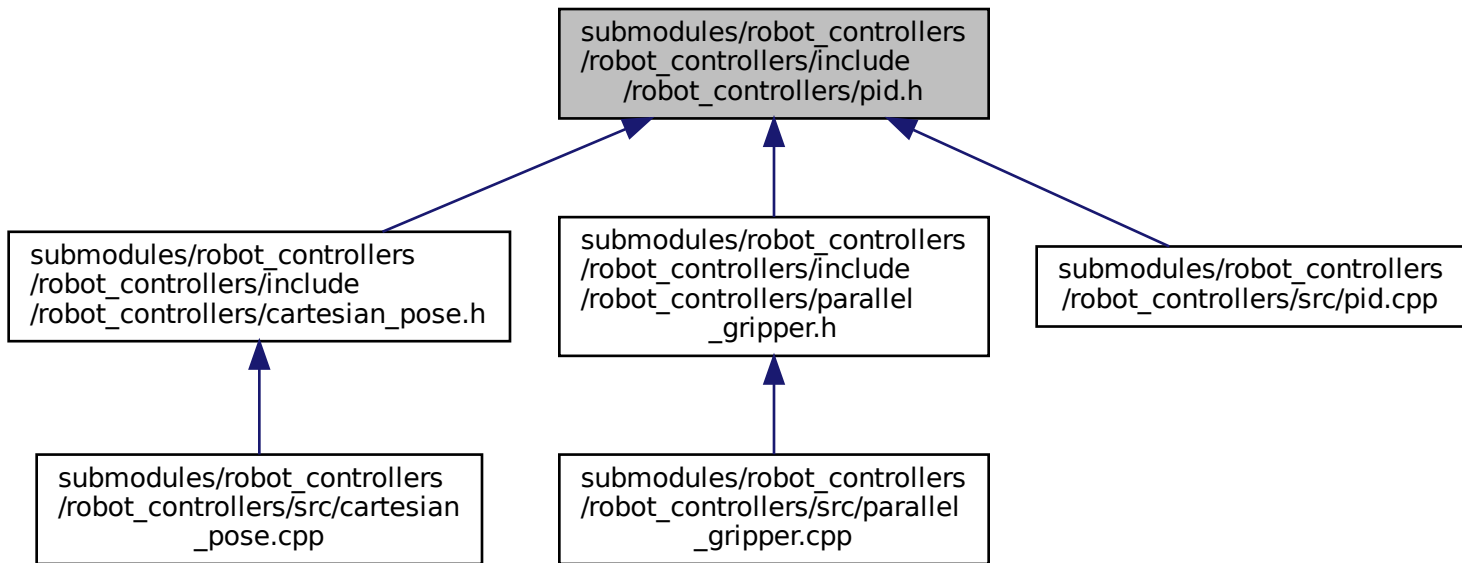 submodules/robot_controllers
/robot_controllers/include
/robot_controllers/pid.h
submodules/robot_controllers
/robot_controllers/include
/robot_controllers/cartesian_pose.h
submodules/robot_controllers
/robot_controllers/include
/robot_controllers/parallel
_gripper.h
submodules/robot_controllers
/robot_controllers/src/pid.cpp
submodules/robot_controllers
/robot_controllers/src/cartesian
_pose.cpp
submodules/robot_controllers
/robot_controllers/src/parallel
_gripper.cpp